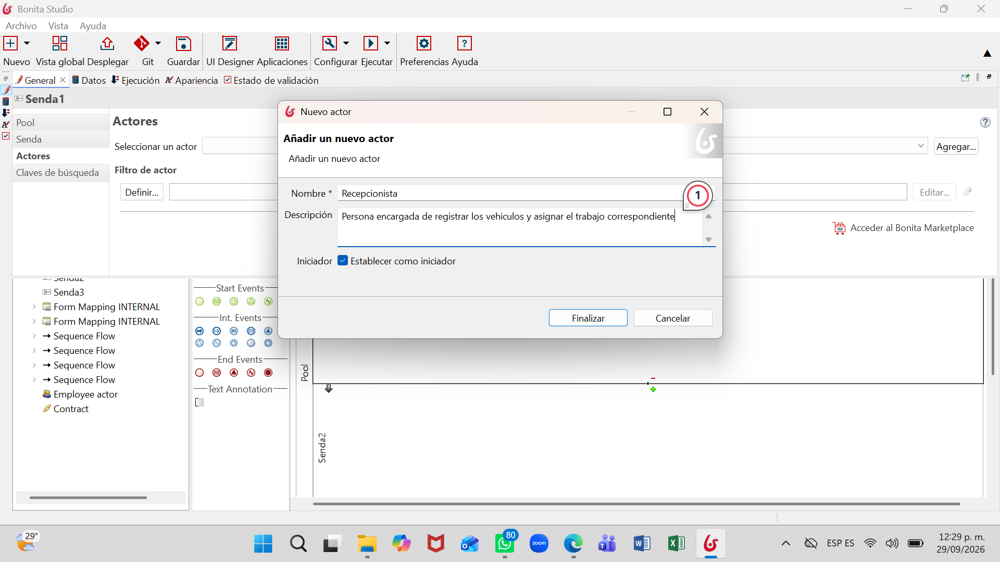 Bonita Studio
Archivo Vista Ayuda
Nuevo Vista global Desplegar Git Guardar UI Designer Aplicaciones Configurar Ejecutar Preferencias Ayuda
General Datos Ejecución Apariencia Estado de validación
Senda1
Pool
Senda
Actores
Claves de búsqueda
Actores
Seleccionar un actor
Agregar...
Filtro de actor
Definir...
Editar...
Acceder al Bonita Marketplace
Nuevo actor
Añadir un nuevo actor
Añadir un nuevo actor
Nombre * Recepcionista
1
Descripción Persona encargada de registrar los vehiculos y asignar el trabajo correspondiente
Iniciador Establecer como iniciador
Finalizar Cancelar
Senda2
Senda3
Form Mapping INTERNAL
Form Mapping INTERNAL
Sequence Flow
Sequence Flow
Sequence Flow
Sequence Flow
Employee actor
Contract
Start Events
Int. Events
End Events
Text Annotation
Pool
Senda2
29°
80
zoom
ESP ES
12:29 p. m.
29/09/2026